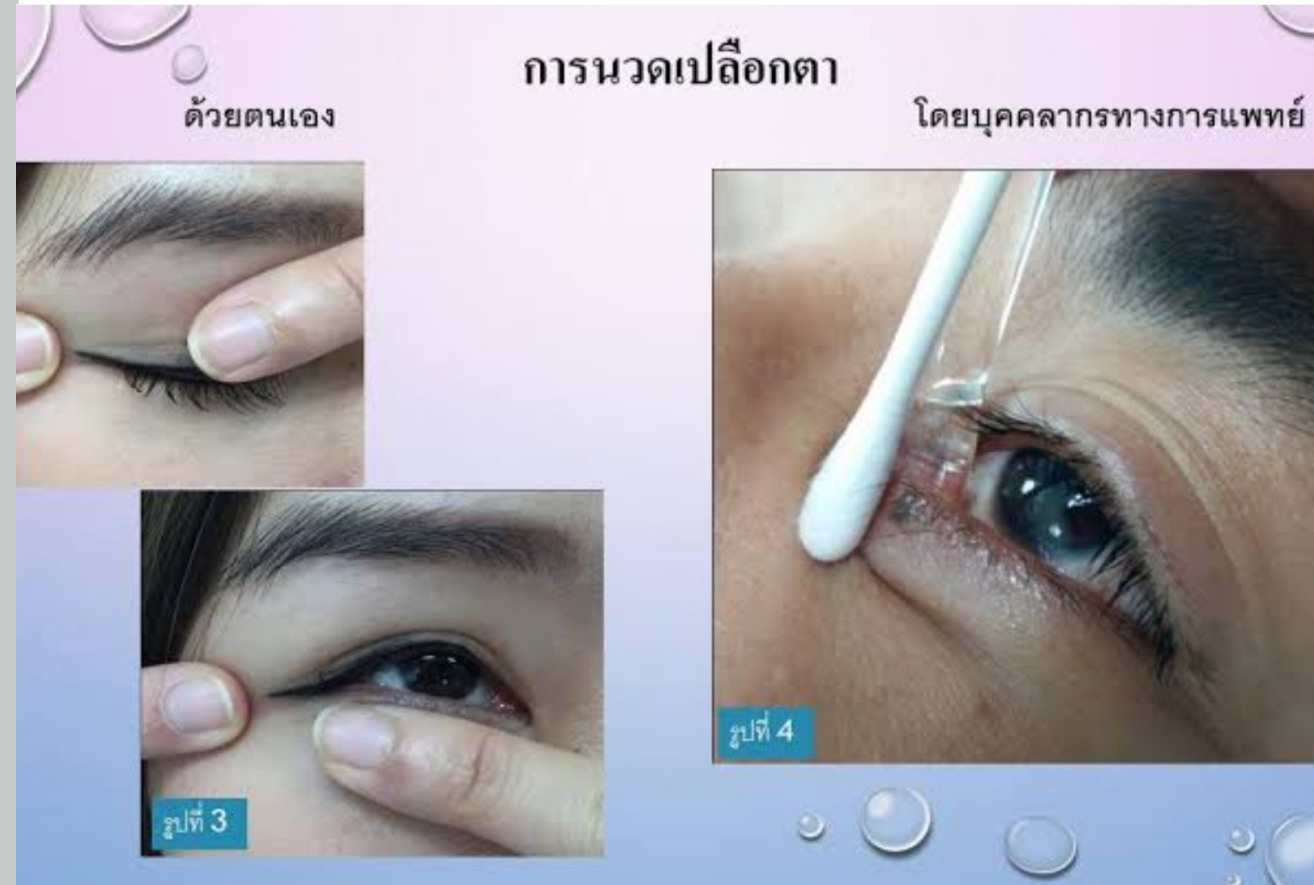 การนวดเปลือกตา
ด้วยตนเอง
โดยบุคคลากรทางการแพทย์
รูปที่ 3
รูปที่ 4